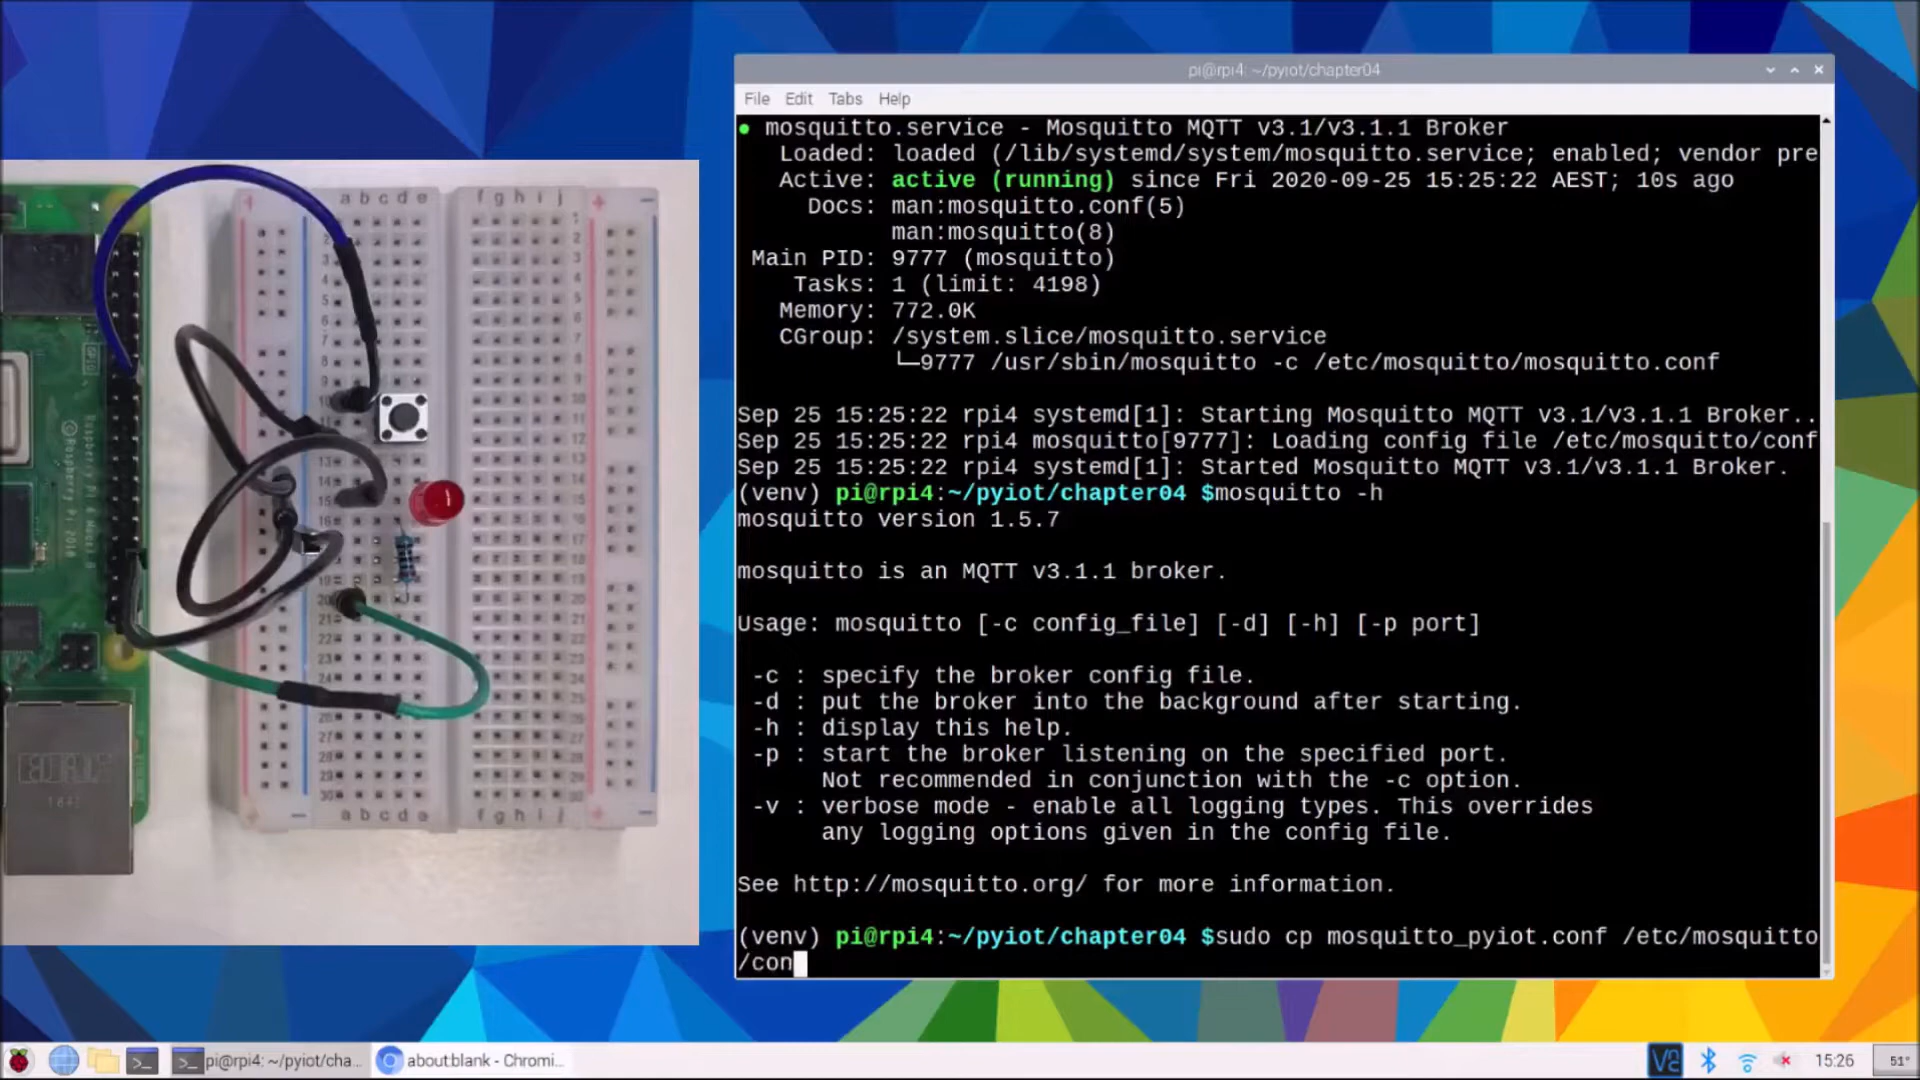 pi@rpi4: ~/pyiot/chapter04
File Edit Tabs Help
● mosquitto.service - Mosquitto MQTT v3.1/v3.1.1 Broker
Loaded: loaded (/lib/systemd/system/mosquitto.service; enabled; vendor pre
Active: active (running) since Fri 2020-09-25 15:25:22 AEST; 10s ago
Docs: man:mosquitto.conf(5)
man:mosquitto(8)
Main PID: 9777 (mosquitto)
Tasks: 1 (limit: 4198)
Memory: 772.0K
CGroup: /system.slice/mosquitto.service
└─9777 /usr/sbin/mosquitto -c /etc/mosquitto/mosquitto.conf
Sep 25 15:25:22 rpi4 systemd[1]: Starting Mosquitto MQTT v3.1/v3.1.1 Broker..
Sep 25 15:25:22 rpi4 mosquitto[9777]: Loading config file /etc/mosquitto/conf
Sep 25 15:25:22 rpi4 systemd[1]: Started Mosquitto MQTT v3.1/v3.1.1 Broker.
(venv) pi@rpi4:~/pyiot/chapter04 $mosquitto -h
mosquitto version 1.5.7
mosquitto is an MQTT v3.1.1 broker.
Usage: mosquitto [-c config_file] [-d] [-h] [-p port]
-c : specify the broker config file.
-d : put the broker into the background after starting.
-h : display this help.
-p : start the broker listening on the specified port.
Not recommended in conjunction with the -c option.
-v : verbose mode - enable all logging types. This overrides
any logging options given in the config file.
See http://mosquitto.org/ for more information.
(venv) pi@rpi4:~/pyiot/chapter04 $sudo cp mosquitto_pyiot.conf /etc/mosquitto
/con
a b c d e f g h i j
a b c d e f g h i j
GPIO
pi@rpi4: ~/pyiot/cha...
about:blank - Chromi...
15:26
51°